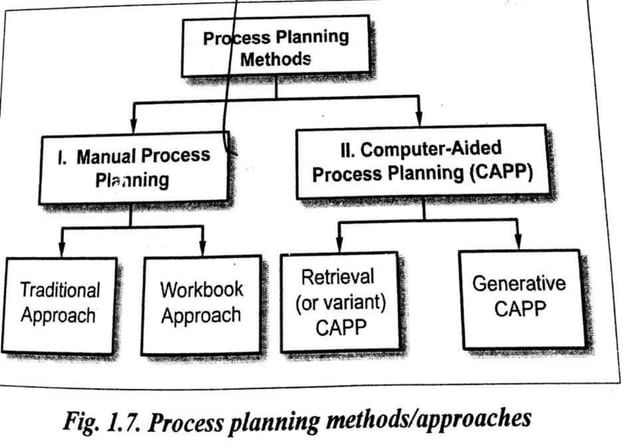 Process Planning
Methods
I. Manual Process
Planning
II. Computer-Aided
Process Planning (CAPP)
Traditional
Approach
Workbook
Approach
Retrieval
(or variant)
CAPP
Generative
CAPP
Fig. 1.7. Process planning methods/approaches